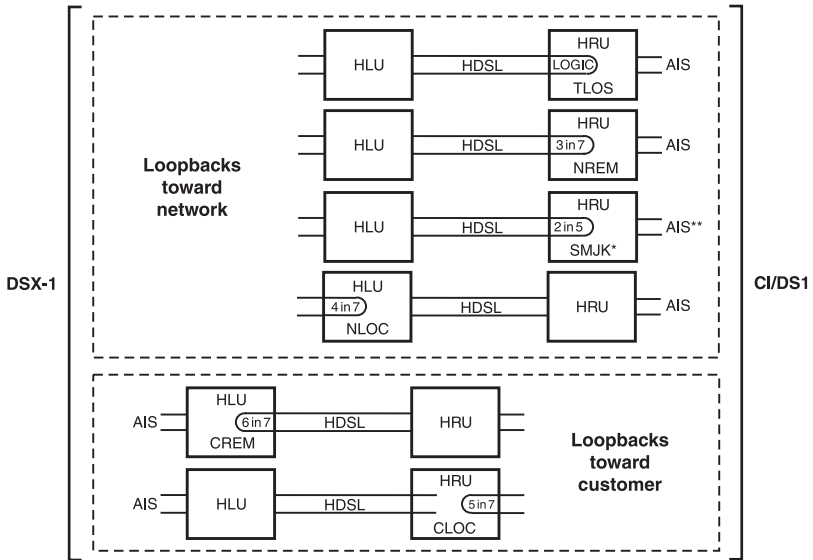 HRU
HLU
HDSL
LOGIC
AIS
TLOS
HRU
HLU
HDSL
3 in 7
AIS
NREM
Loopbacks
toward
network
HRU
HLU
HDSL
2 in 5
AIS**
SMJK*
DSX-1
CI/DS1
HLU
4 in 7
HDSL
HRU
AIS
NLOC
HLU
AIS
6 in 7
HDSL
HRU
CREM
Loopbacks
toward
customer
HRU
AIS
HLU
HDSL
5 in 7
CLOC